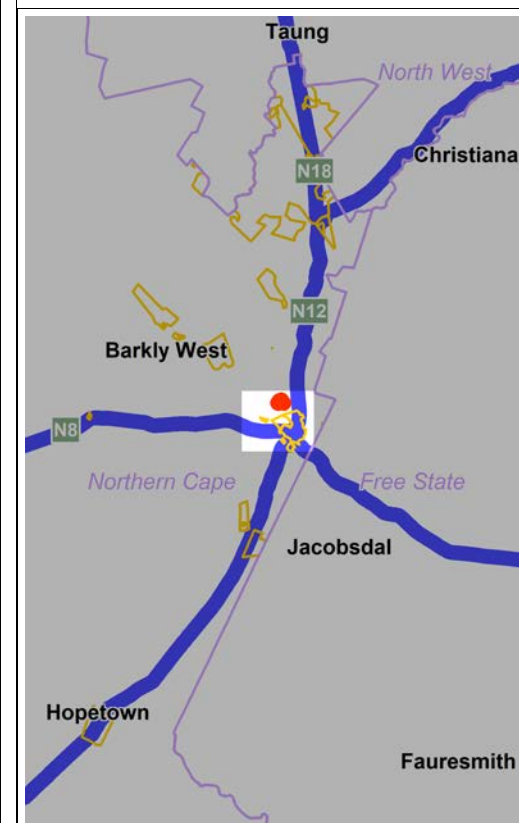 Taung
North West
Christiana
N18
N12
Barkly West
N8
Northern Cape
Free State
Jacobsdal
Hopetown
Fauresmith